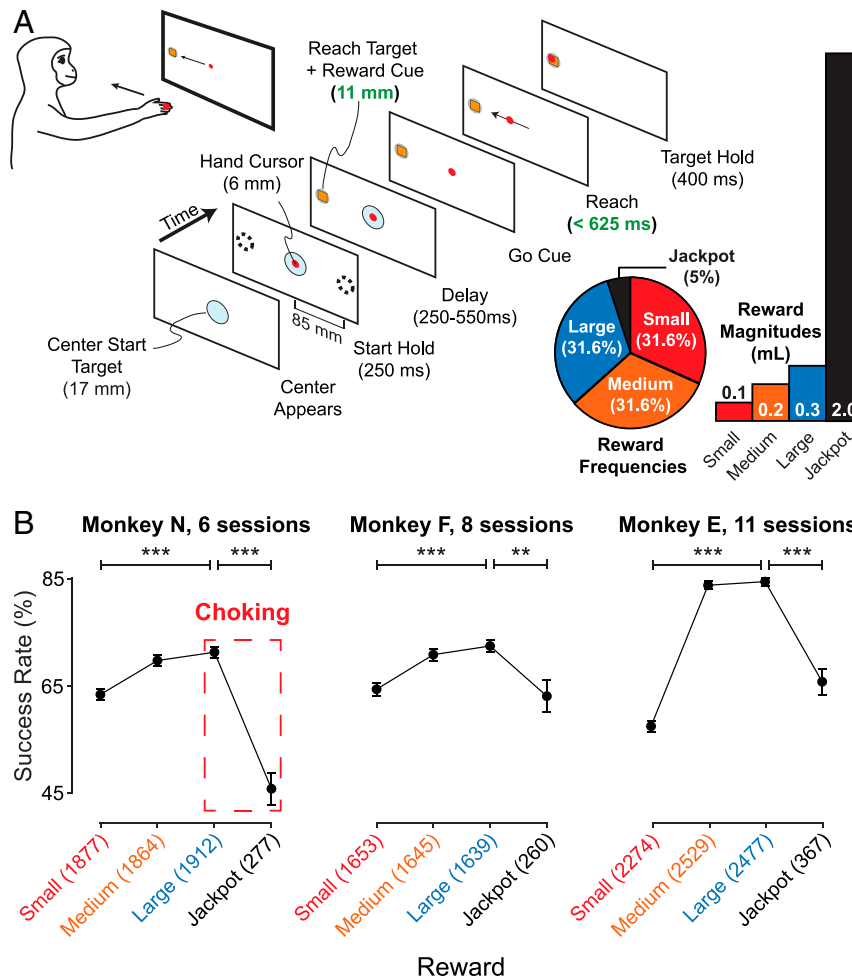 A
Reach Target
+ Reward Cue
(11 mm)
Hand Cursor
(6 mm)
Time
Center Start
Target
(17 mm)
85 mm
Center
Appears
Start Hold
(250 ms)
Delay
(250-550ms)
Go Cue
Reach
(< 625 ms)
Target Hold
(400 ms)
Jackpot
(5%)
Large
(31.6%)
Small
(31.6%)
Medium
(31.6%)
Reward
Frequencies
Reward
Magnitudes
(mL)
0.1
0.2
0.3
2.0
Small
Medium
Large
Jackpot
B
Monkey N, 6 sessions
Monkey F, 8 sessions
Monkey E, 11 sessions
*** ***
*** **
*** ***
Choking
Success Rate (%)
85
65
45
Small (1877)
Medium (1864)
Large (1912)
Jackpot (277)
Small (1653)
Medium (1645)
Large (1639)
Jackpot (260)
Small (2274)
Medium (2529)
Large (2477)
Jackpot (367)
Reward